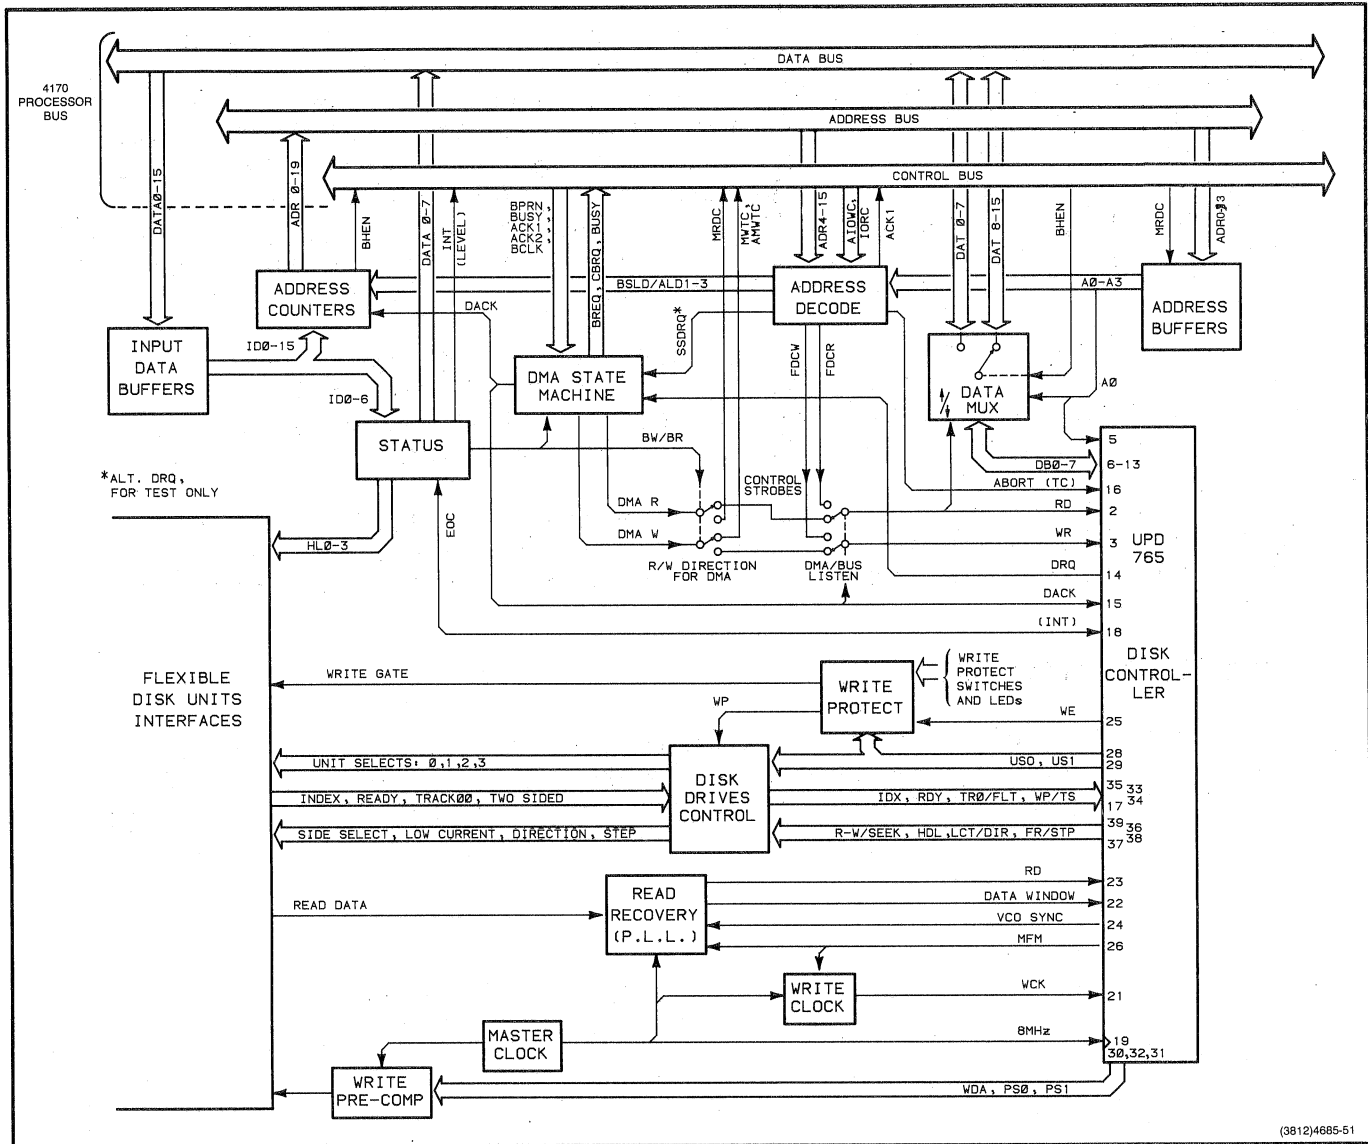 DATA BUS
4170
PROCESSOR
BUS
ADDRESS BUS
CONTROL BUS
DATA0-15
ADR 0-19
BHEN
DATA 0-7
INT
(LEVEL)
BPRN,
BUSY,
ACK1,
ACK2,
BCLK
BREQ, CBRQ, BUSY
MRDC
MWTC,
AMWTC
ADR4-15
AIOWC,
IORC
ACK1
DAT 0-7
DAT 8-15
BHEN
MRDC
ADDRESS
COUNTERS
BSLD/ALD1-3
ADDRESS
DECODE
A0-A3
ADDRESS
BUFFERS
DACK
SSDRQ*
INPUT
DATA
BUFFERS
ID0-15
ID0-6
DMA STATE
MACHINE
FDCW
FDCR
DATA
MUX
A0
STATUS
BW/BR
5
DB0-7
6-13
*ALT. DRQ,
FOR TEST ONLY
CONTROL
STROBES
ABORT (TC)
16
DMA R
RD
2
EOC
HL0-3
DMA W
WR
3
UPD
765
R/W DIRECTION
FOR DMA
DMA/BUS
LISTEN
DRQ
14
DACK
15
(INT)
18
FLEXIBLE
DISK UNITS
INTERFACES
WRITE GATE
WRITE
PROTECT
WRITE
PROTECT
SWITCHES
AND LEDs
DISK
CONTROL-
LER
WP
WE
25
UNIT SELECTS: 0,1,2,3
DISK
DRIVES
CONTROL
USO, US1
28
29
INDEX, READY, TRACK00, TWO SIDED
IDX, RDY, TR0/FLT, WP/TS
35
33
17
34
SIDE SELECT, LOW CURRENT, DIRECTION, STEP
R-W/SEEK, HDL ,LCT/DIR, FR/STP
39
36
37
38
READ DATA
READ
RECOVERY
(P.L.L.)
RD
23
DATA WINDOW
22
VCO SYNC
24
MFM
26
WRITE
CLOCK
WCK
21
MASTER
CLOCK
8MHz
19
30,32,31
WRITE
PRE-COMP
WDA, PS0, PS1
(3812)4685-51